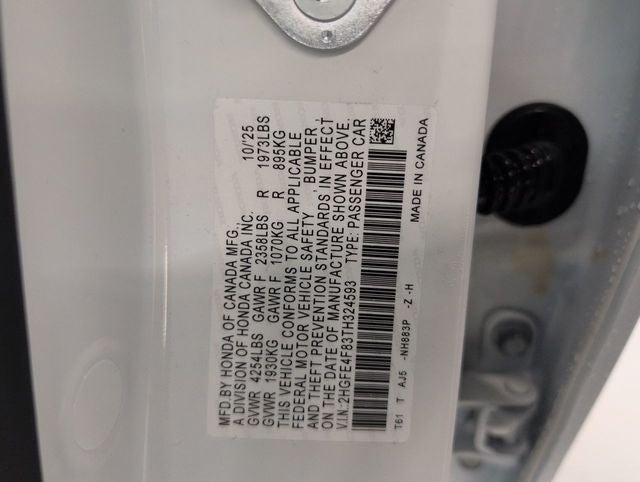 MFD.BY HONDA OF CANADA MFG. 10/25
A DIVISION OF HONDA CANADA INC.
GVWR 4254LBS GAWR F 2358LBS R 1973LBS
GVWR 1930KG GAWR F 1070KG R 895KG
THIS VEHICLE CONFORMS TO ALL APPLICABLE
FEDERAL MOTOR VEHICLE SAFETY , BUMPER ,
AND THEFT PREVENTION STANDARDS IN EFFECT
ON THE DATE OF MANUFACTURE SHOWN ABOVE.
V.I.N.:2HGFE4F83TH324593 TYPE: PASSENGER CAR
T61 T AJ5 -NH883P -Z -H MADE IN CANADA